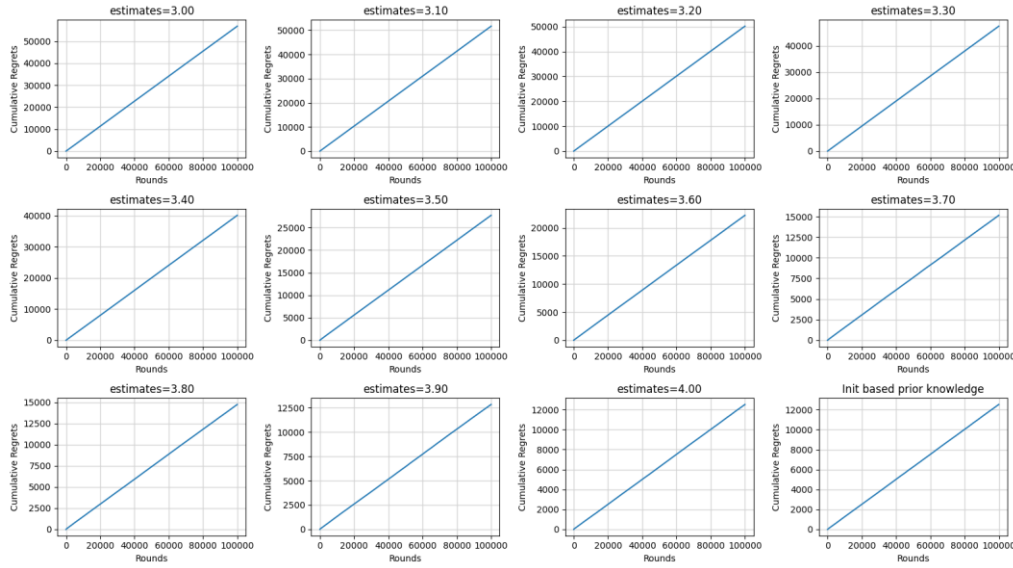 estimates=3.00
50000
40000
30000
20000
10000
0
Cumulative Regrets
0 20000 40000 60000 80000 100000
Rounds
estimates=3.10
50000
40000
30000
20000
10000
0
Cumulative Regrets
0 20000 40000 60000 80000 100000
Rounds
estimates=3.20
50000
40000
30000
20000
10000
0
Cumulative Regrets
0 20000 40000 60000 80000 100000
Rounds
estimates=3.30
40000
30000
20000
10000
0
Cumulative Regrets
0 20000 40000 60000 80000 100000
Rounds
estimates=3.40
40000
30000
20000
10000
0
Cumulative Regrets
0 20000 40000 60000 80000 100000
Rounds
estimates=3.50
25000
20000
15000
10000
5000
0
Cumulative Regrets
0 20000 40000 60000 80000 100000
Rounds
estimates=3.60
20000
15000
10000
5000
0
Cumulative Regrets
0 20000 40000 60000 80000 100000
Rounds
estimates=3.70
15000
12500
10000
7500
5000
2500
0
Cumulative Regrets
0 20000 40000 60000 80000 100000
Rounds
estimates=3.80
15000
12500
10000
7500
5000
2500
0
Cumulative Regrets
0 20000 40000 60000 80000 100000
Rounds
estimates=3.90
12500
10000
7500
5000
2500
0
Cumulative Regrets
0 20000 40000 60000 80000 100000
Rounds
estimates=4.00
12000
10000
8000
6000
4000
2000
0
Cumulative Regrets
0 20000 40000 60000 80000 100000
Rounds
Init based prior knowledge
12000
10000
8000
6000
4000
2000
0
Cumulative Regrets
0 20000 40000 60000 80000 100000
Rounds